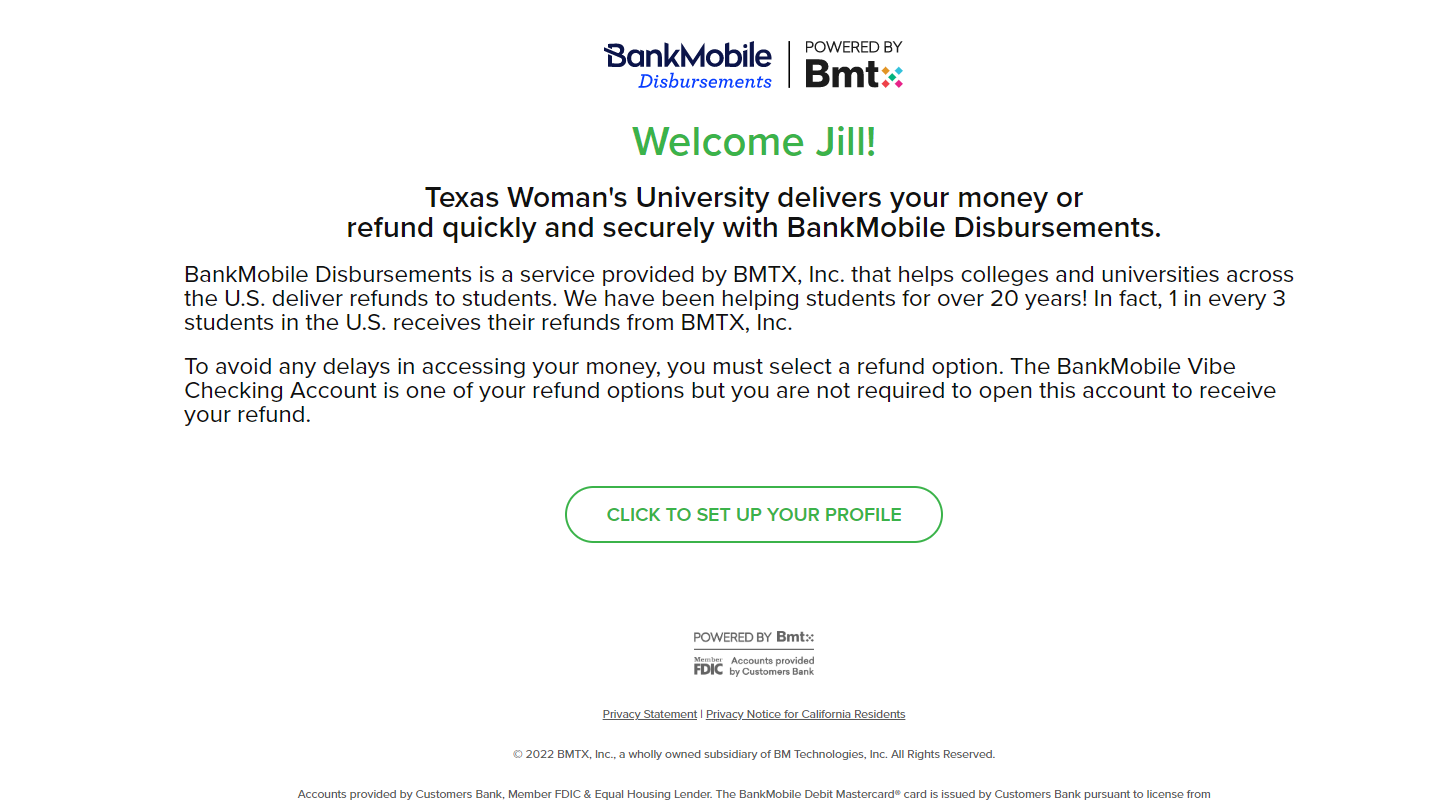 BankMobile
Disbursements
POWERED BY
Bmtx
Welcome Jill!
Texas Woman's University delivers your money or
refund quickly and securely with BankMobile Disbursements.
BankMobile Disbursements is a service provided by BMTX, Inc. that helps colleges and universities across
the U.S. deliver refunds to students. We have been helping students for over 20 years! In fact, 1 in every 3
students in the U.S. receives their refunds from BMTX, Inc.
To avoid any delays in accessing your money, you must select a refund option. The BankMobile Vibe
Checking Account is one of your refund options but you are not required to open this account to receive
your refund.
CLICK TO SET UP YOUR PROFILE
POWERED BY Bmtx
Member
FDIC
Accounts provided
by Customers Bank
Privacy Statement | Privacy Notice for California Residents
© 2022 BMTX, Inc., a wholly owned subsidiary of BM Technologies, Inc. All Rights Reserved.
Accounts provided by Customers Bank, Member FDIC & Equal Housing Lender. The BankMobile Debit Mastercard® card is issued by Customers Bank pursuant to license from